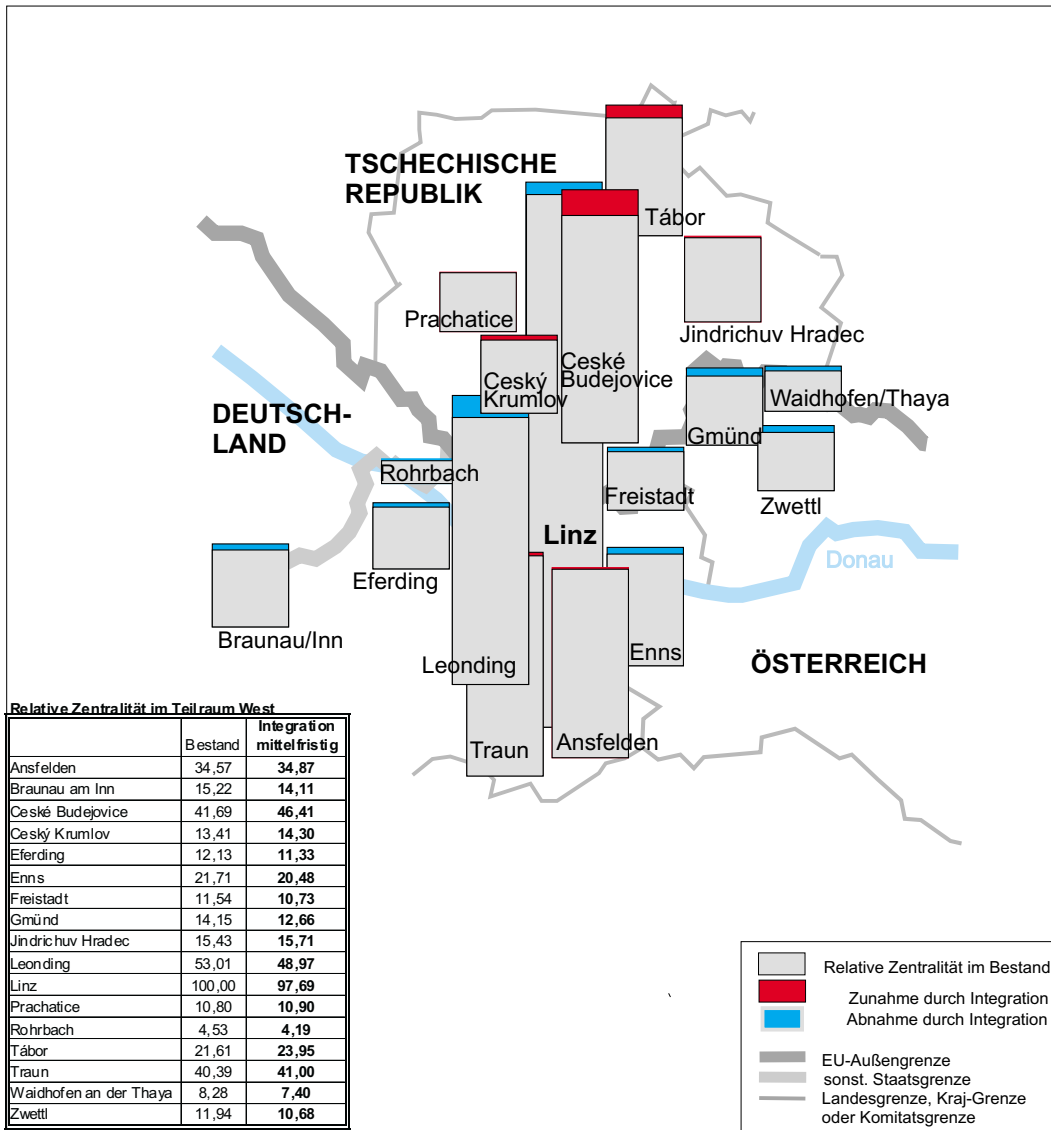 TSCHECHISCHE
REPUBLIK
Tábor
Prachatice
Jindrichuv Hradec
Ceský
Krumlov
Ceské
Budejovice
Waidhofen/Thaya
DEUTSCH-
LAND
Gmünd
Rohrbach
Freistadt
Zwettl
Linz
Eferding
Donau
Braunau/Inn
Leonding
Enns
ÖSTERREICH
Traun
Ansfelden
Relative Zentralität im Teilraum West
Bestand Integration
mittelfristig
Ansfelden 34,57 34,87
Braunau am Inn 15,22 14,11
Ceské Budejovice 41,69 46,41
Ceský Krumlov 13,41 14,30
Eferding 12,13 11,33
Enns 21,71 20,48
Freistadt 11,54 10,73
Gmünd 14,15 12,66
Jindrichuv Hradec 15,43 15,71
Leonding 53,01 48,97
Linz 100,00 97,69
Prachatice 10,80 10,90
Rohrbach 4,53 4,19
Tábor 21,61 23,95
Traun 40,39 41,00
Waidhofen an der Thaya 8,28 7,40
Zwettl 11,94 10,68
Relative Zentralität im Bestand
Zunahme durch Integration
Abnahme durch Integration
EU-Außengrenze
sonst. Staatsgrenze
Landesgrenze, Kraj-Grenze
oder Komitatsgrenze